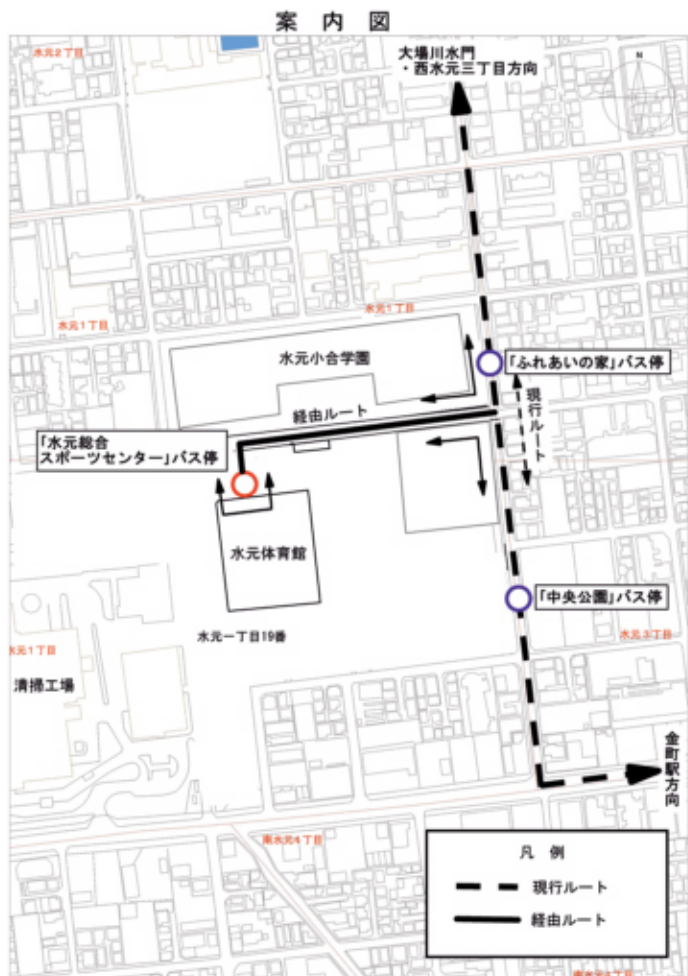 案内図
水元2丁目
大場川水門
・西水元三丁目方向
N
水元1丁目
水元1丁目
水元小合学園
「ふれあいの家」バス停
経由ルート
現行ルート
「水元総合
スポーツセンター」バス停
水元体育館
「中央公園」バス停
水元一丁目19番
水元3丁目
水元1丁目
清掃工場
金町駅方向
南水元4丁目
凡例
現行ルート
経由ルート